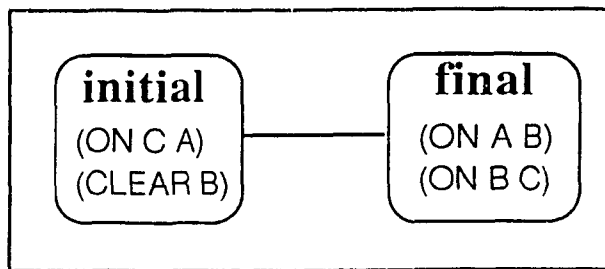 initial
(ON C A)
(CLEAR B)
final
(ON A B)
(ON B C)